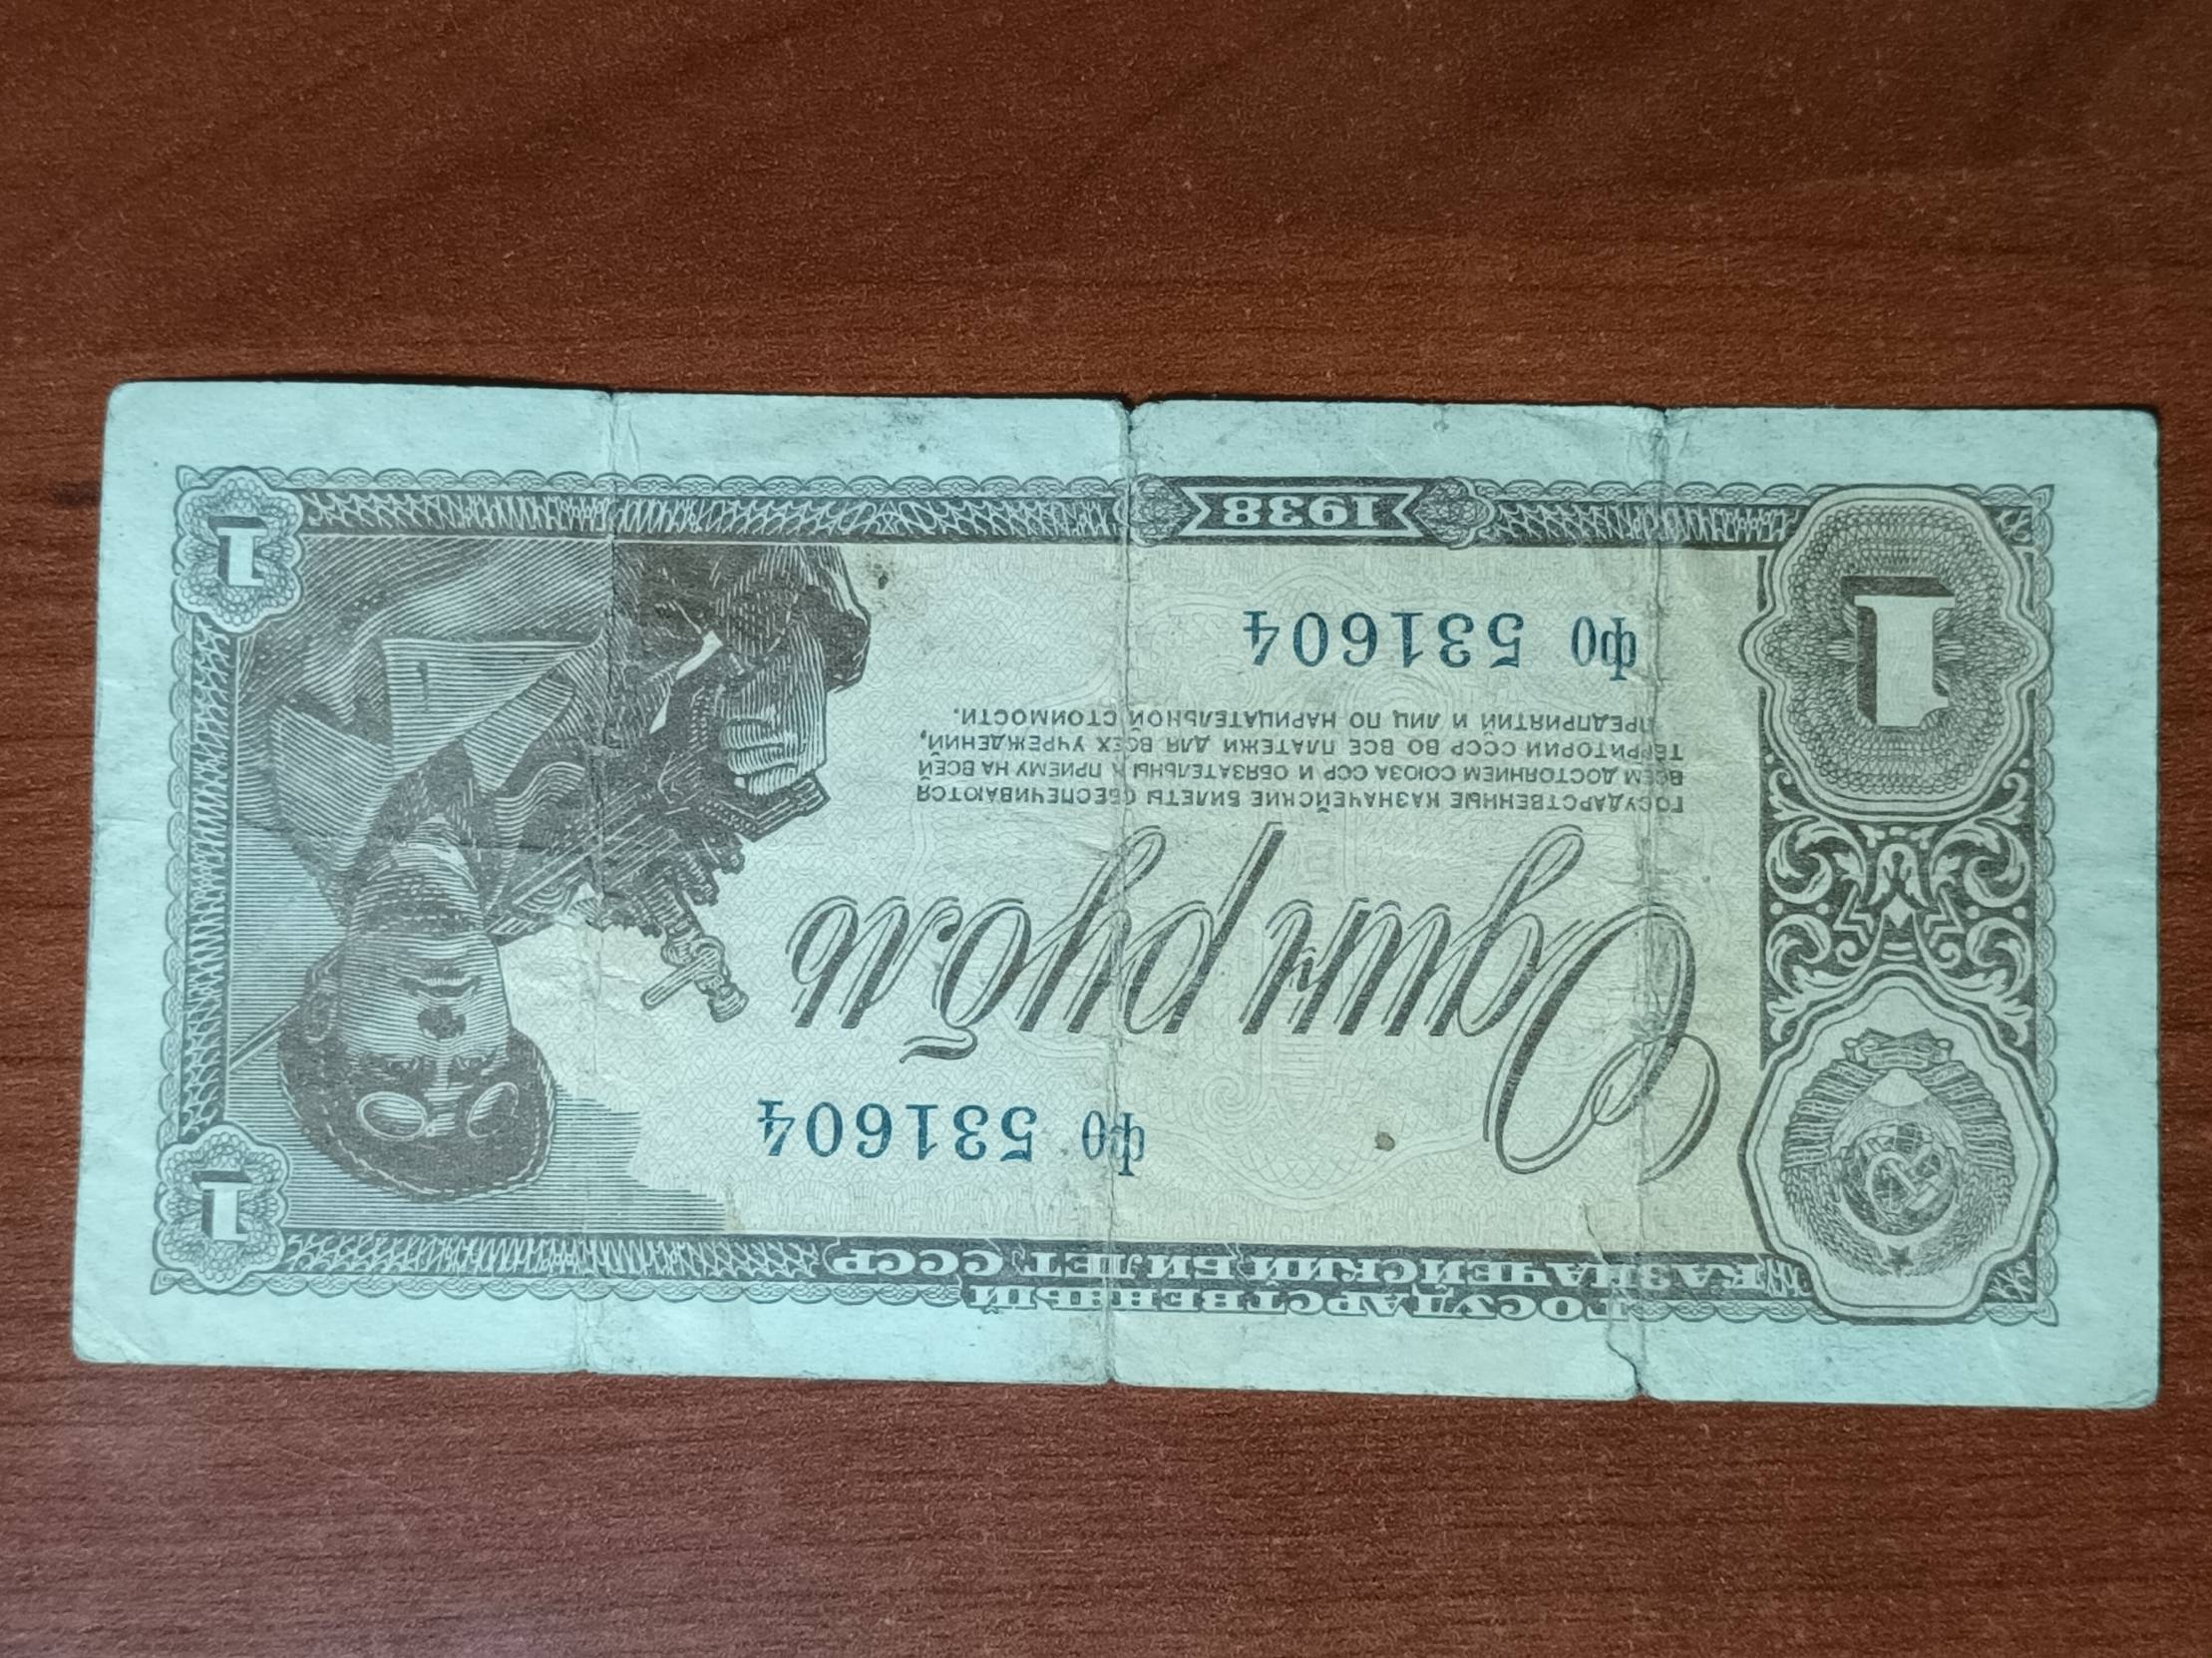 ГОСУДАРСТВЕННЫЙ
КАЗНАЧЕЙСКИЙ БИЛЕТ СССР
1
фо 531604
Один рубль
ГОСУДАРСТВЕННЫЕ КАЗНАЧЕЙСКИЕ БИЛЕТЫ ОБЕСПЕЧИВАЮТСЯ
ВСЕМ ДОСТОЯНИЕМ СОЮЗА ССР И ОБЯЗАТЕЛЬНЫ К ПРИЕМУ НА ВСЕЙ
ТЕРРИТОРИИ СССР ВО ВСЕ ПЛАТЕЖИ ДЛЯ ВСЕХ УЧРЕЖДЕНИЙ,
ПРЕДПРИЯТИЙ И ЛИЦ ПО НАРИЦАТЕЛЬНОЙ СТОИМОСТИ.
1
фо 531604
1938
1